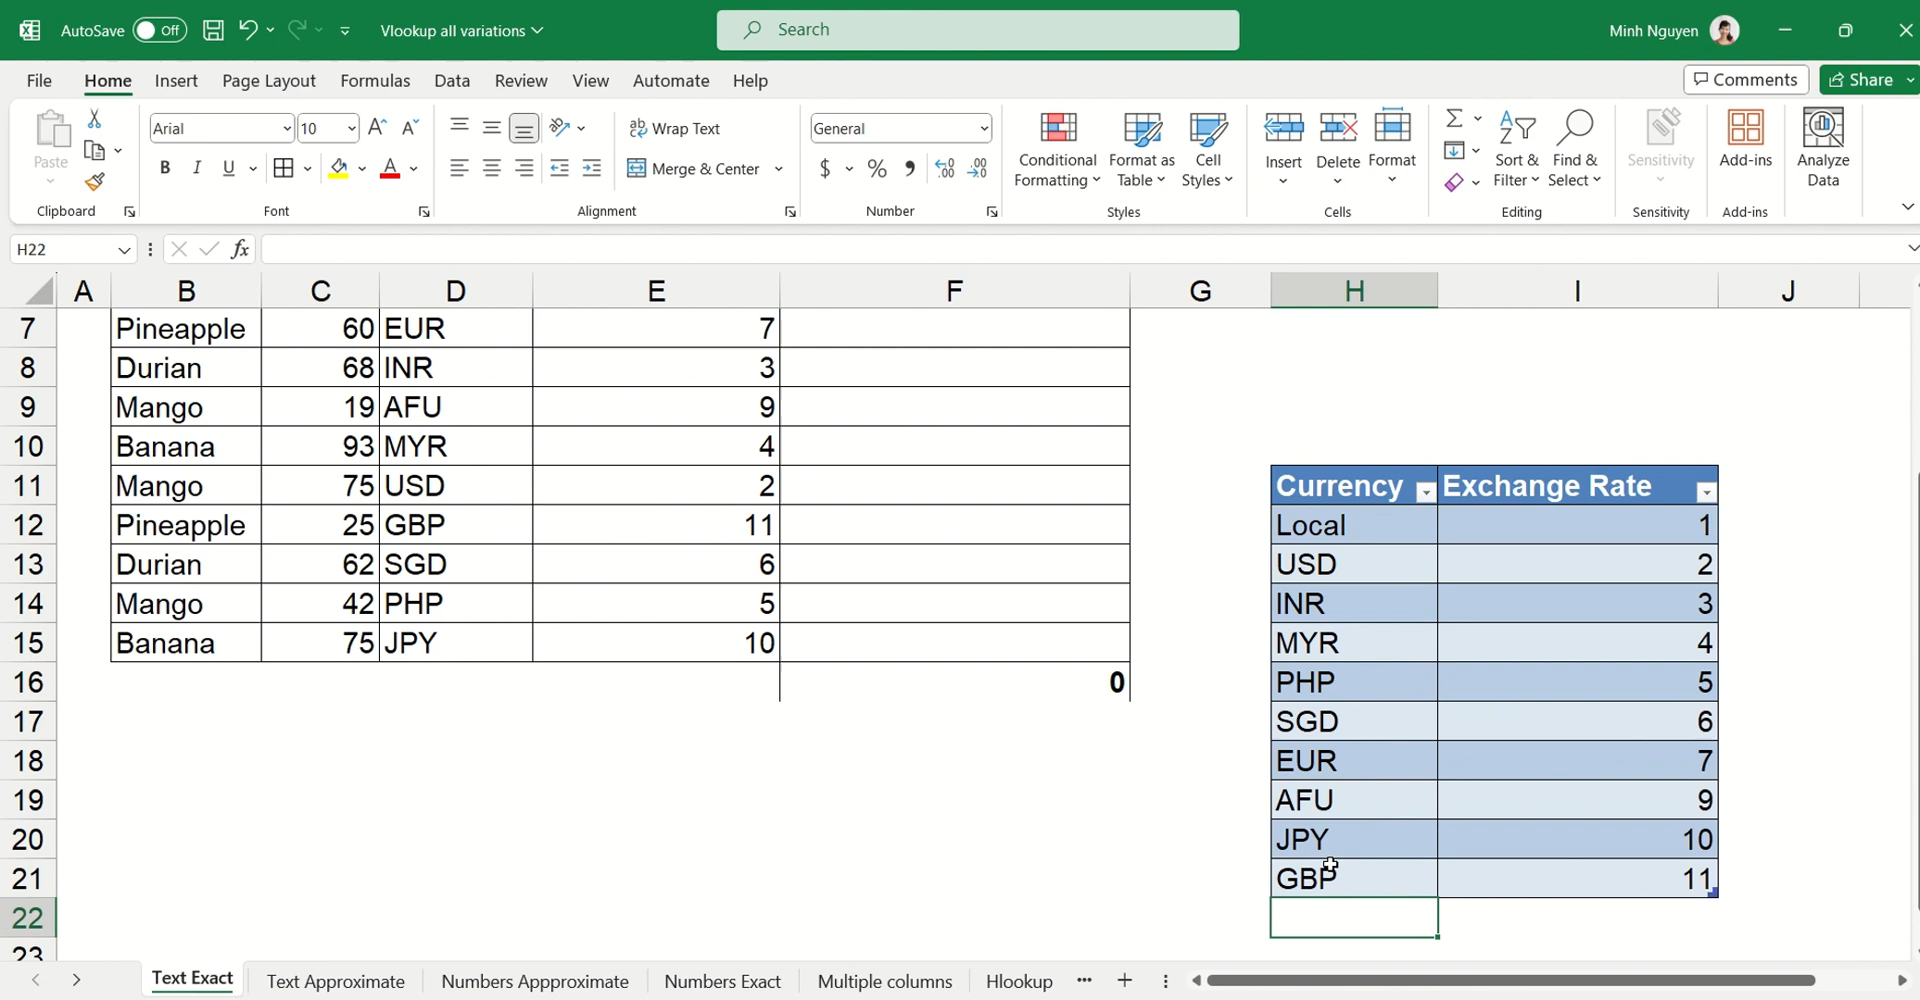 AutoSave Off Vlookup all variations Search Minh Nguyen
File Home Insert Page Layout Formulas Data Review View Automate Help Comments Share
Paste Arial 10 Wrap Text General Conditional Formatting Format as Table Cell Styles Insert Delete Format Sort & Filter Find & Select Sensitivity Add-ins Analyze Data
B I U A Merge & Center $ % 9
Clipboard Font Alignment Number Styles Cells Editing Sensitivity Add-ins
H22 fx
A B C D E F G H I J
7 Pineapple 60 EUR 7
8 Durian 68 INR 3
9 Mango 19 AFU 9
10 Banana 93 MYR 4
11 Mango 75 USD 2 Currency Exchange Rate
12 Pineapple 25 GBP 11 Local 1
13 Durian 62 SGD 6 USD 2
14 Mango 42 PHP 5 INR 3
15 Banana 75 JPY 10 MYR 4
16 0 PHP 5
17 SGD 6
18 EUR 7
19 AFU 9
20 JPY 10
21 GBP 11
22
23
Text Exact Text Approximate Numbers Appproximate Numbers Exact Multiple columns Hlookup